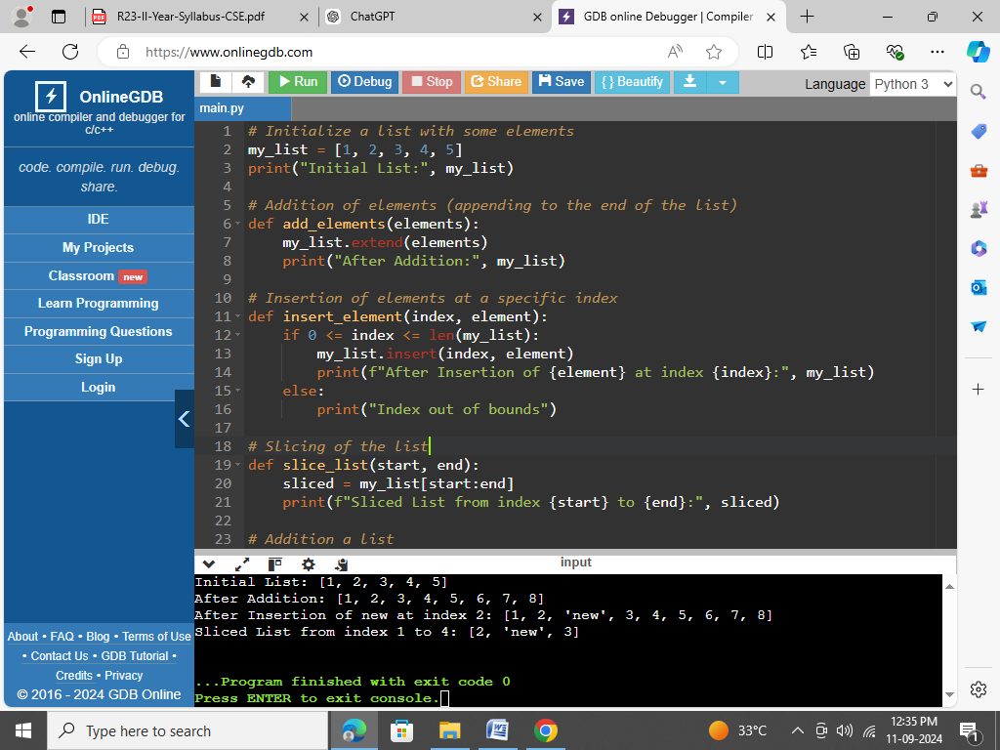 R23-II-Year-Syllabus-CSE.pdf
ChatGPT
GDB online Debugger | Compiler
https://www.onlinegdb.com
OnlineGDB
online compiler and debugger for
c/c++
code. compile. run. debug.
share.
IDE
My Projects
Classroom new
Learn Programming
Programming Questions
Sign Up
Login
About • FAQ • Blog • Terms of Use
• Contact Us • GDB Tutorial •
Credits • Privacy
© 2016 - 2024 GDB Online
Run Debug Stop Share Save { } Beautify
Language Python 3
main.py
1 # Initialize a list with some elements
2 my_list = [1, 2, 3, 4, 5]
3 print("Initial List:", my_list)
4
5 # Addition of elements (appending to the end of the list)
6 def add_elements(elements):
7     my_list.extend(elements)
8     print("After Addition:", my_list)
9
10 # Insertion of elements at a specific index
11 def insert_element(index, element):
12     if 0 <= index <= len(my_list):
13         my_list.insert(index, element)
14         print(f"After Insertion of {element} at index {index}:", my_list)
15     else:
16         print("Index out of bounds")
17
18 # Slicing of the list
19 def slice_list(start, end):
20     sliced = my_list[start:end]
21     print(f"Sliced List from index {start} to {end}:", sliced)
22
23 # Addition a list
input
Initial List: [1, 2, 3, 4, 5]
After Addition: [1, 2, 3, 4, 5, 6, 7, 8]
After Insertion of new at index 2: [1, 2, 'new', 3, 4, 5, 6, 7, 8]
Sliced List from index 1 to 4: [2, 'new', 3]
...Program finished with exit code 0
Press ENTER to exit console.
Type here to search
33°C
12:35 PM
11-09-2024
1